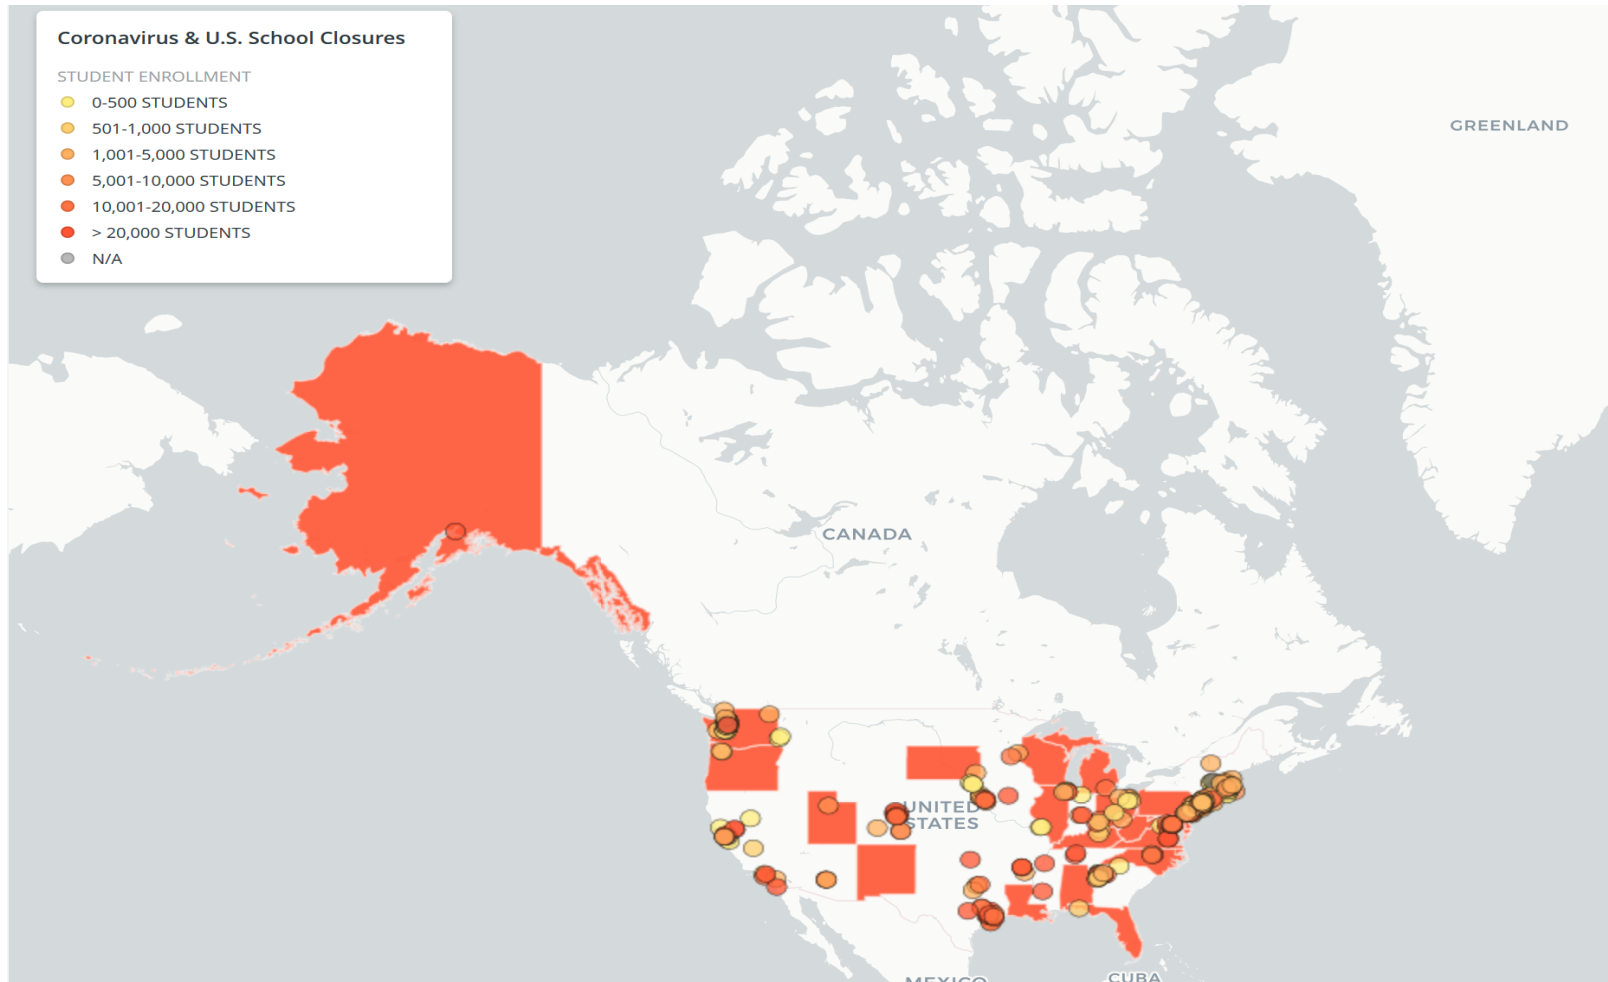 Coronavirus & U.S. School Closures
STUDENT ENROLLMENT
0-500 STUDENTS
501-1,000 STUDENTS
1,001-5,000 STUDENTS
5,001-10,000 STUDENTS
10,001-20,000 STUDENTS
> 20,000 STUDENTS
N/A
GREENLAND
CANADA
UNITED
STATES
MEXICO
CUBA